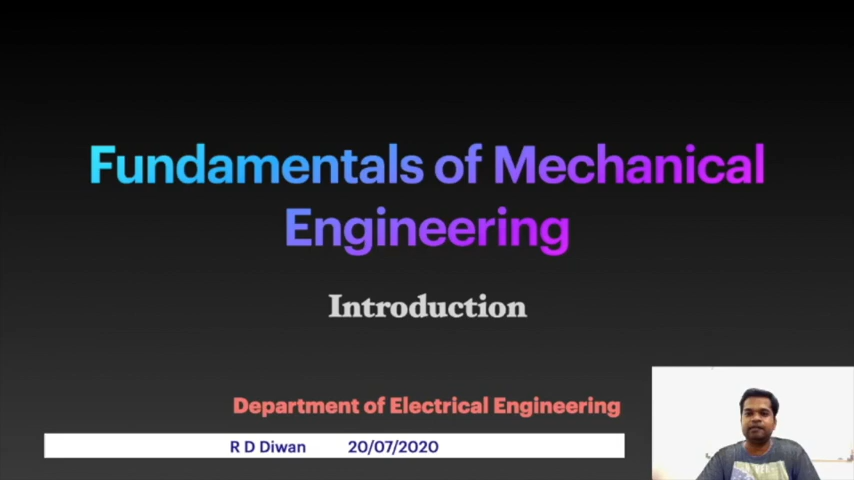 Fundamentals of Mechanical
Engineering
Introduction
Department of Electrical Engineering
R D Diwan 20/07/2020